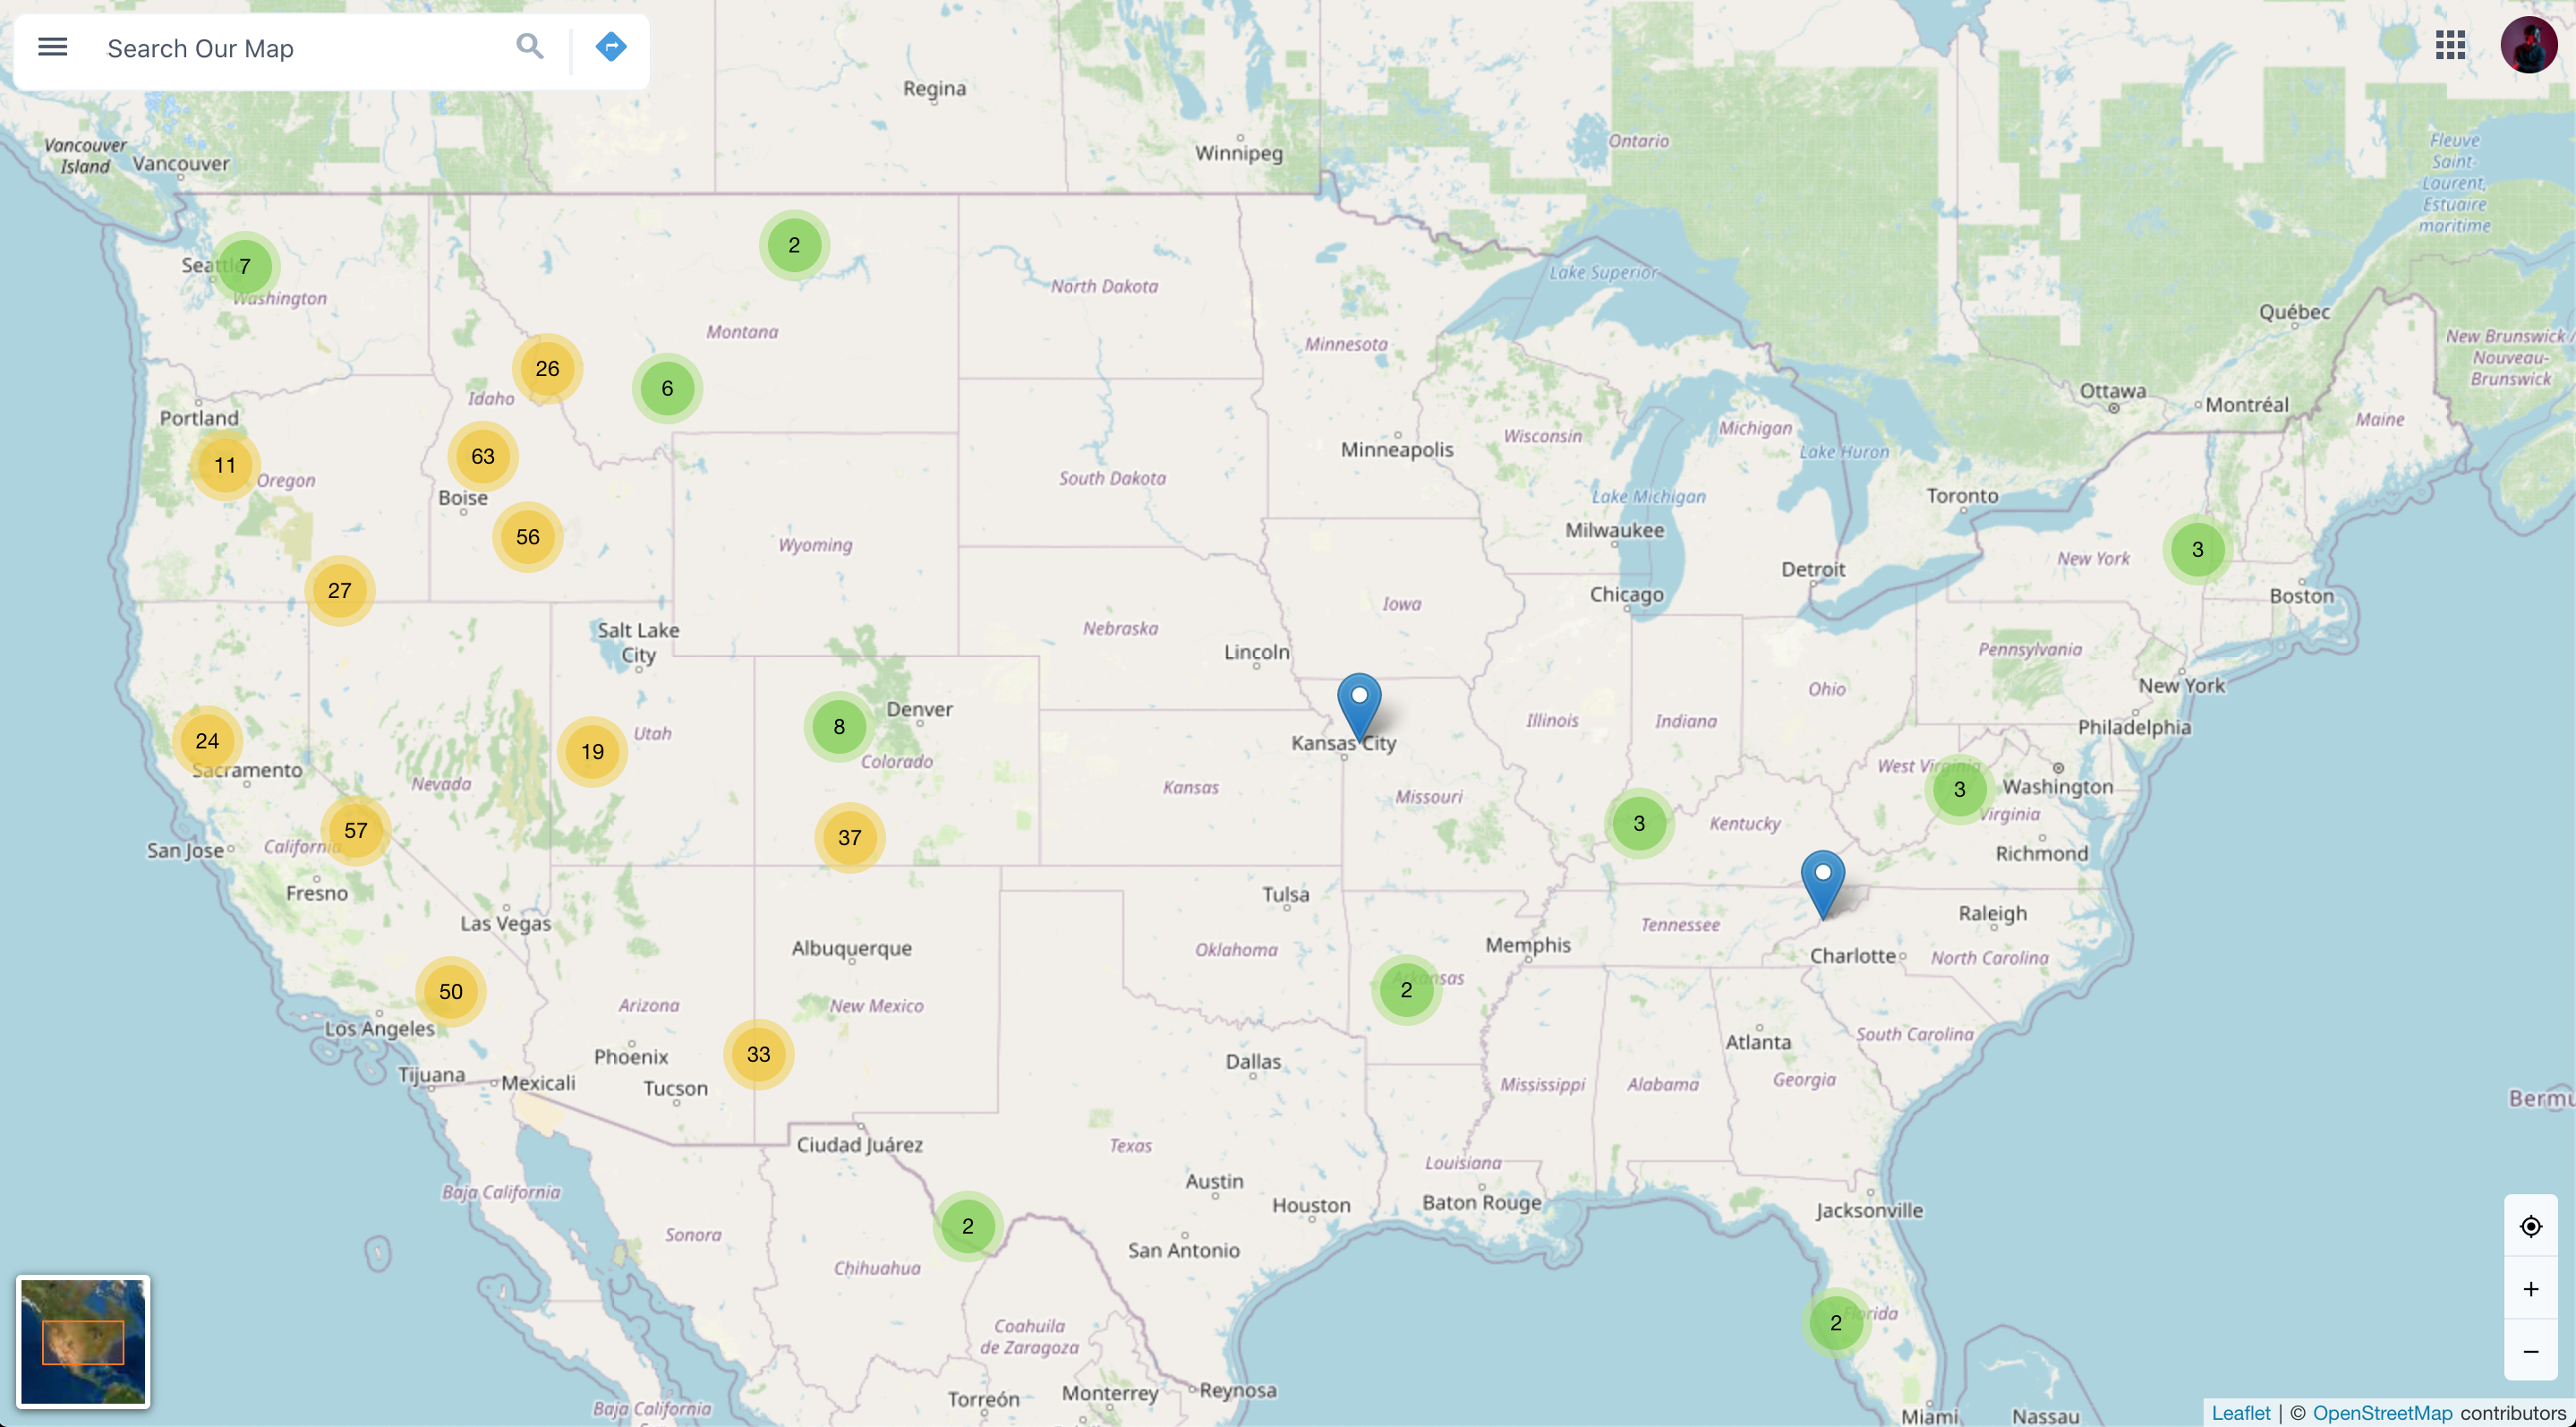 Search Our Map
Regina
Winnipeg
Ontario
Vancouver
Island
Vancouver
Fleuve
Saint-
Laurent,
Estuaire
maritime
2
7
Seattle
Washington
Lake Superior
North Dakota
Montana
Minnesota
Québec
New Brunswick /
Nouveau-
Brunswick
26
6
Idaho
Ottawa
Montréal
Maine
Portland
Michigan
Wisconsin
Minneapolis
Lake Huron
63
11
Oregon
South Dakota
Boise
Lake Michigan
Toronto
56
Milwaukee
Wyoming
3
New York
Detroit
27
Chicago
Boston
Iowa
Salt Lake
City
Nebraska
Lincoln
Pennsylvania
New York
Ohio
Denver
8
Utah
Illinois
Indiana
Philadelphia
24
19
Kansas City
Colorado
Sacramento
Nevada
West Virginia
Washington
3
Kansas
Missouri
Virginia
57
37
3
Kentucky
California
San Jose
Richmond
Fresno
Tulsa
Raleigh
Las Vegas
Tennessee
Albuquerque
Oklahoma
Memphis
Charlotte
North Carolina
50
2
Arkansas
Arizona
New Mexico
Los Angeles
South Carolina
Phoenix
33
Dallas
Atlanta
Tijuana
Mexicali
Tucson
Mississippi
Alabama
Georgia
Bermu
Ciudad Juárez
Texas
Louisiana
Baja California
Austin
Houston
Baton Rouge
Jacksonville
2
Sonora
San Antonio
Chihuahua
2
Florida
Coahuila
de Zaragoza
Torreón
Monterrey
Reynosa
Baja California
Miami
Nassau
+
−
Leaflet | © OpenStreetMap contributors